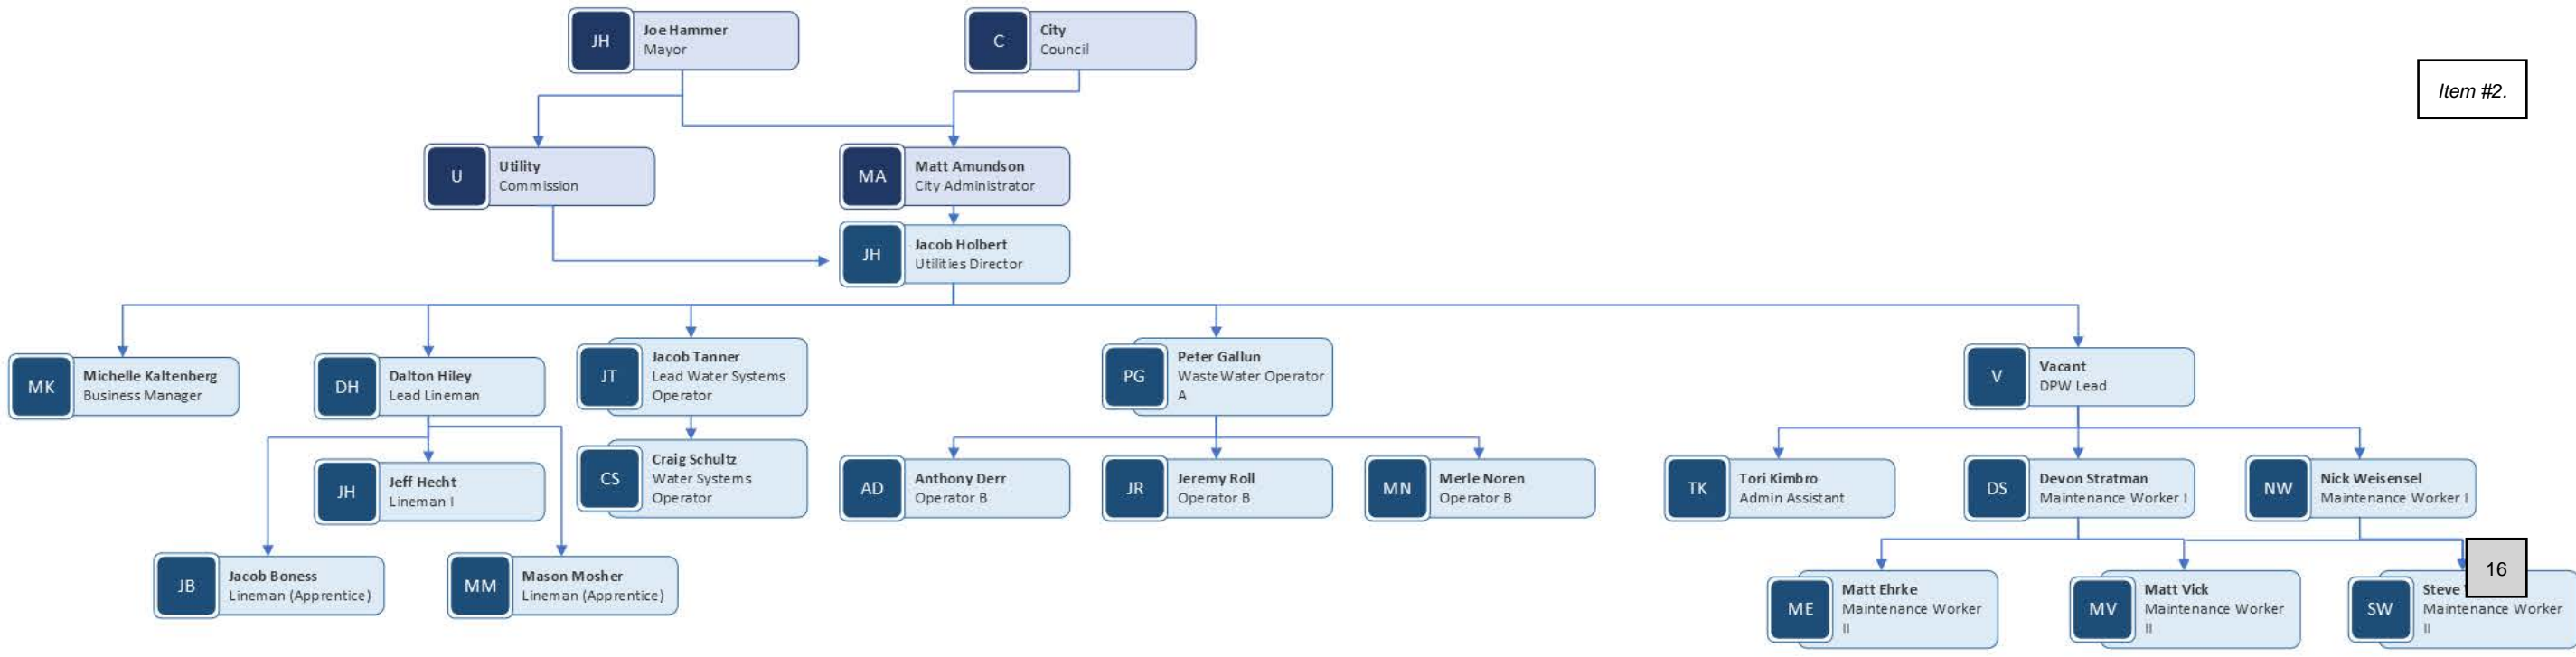 JH
Joe Hammer
Mayor
C
City
Council
Item #2.
U
Utility
Commission
MA
Matt Amundson
City Administrator
JH
Jacob Holbert
Utilities Director
MK
Michelle Kaltenberg
Business Manager
DH
Dalton Hiley
Lead Lineman
JT
Jacob Tanner
Lead Water Systems
Operator
PG
Peter Gallun
WasteWater Operator
A
V
Vacant
DPW Lead
JH
Jeff Hecht
Lineman I
CS
Craig Schultz
Water Systems
Operator
AD
Anthony Derr
Operator B
JR
Jeremy Roll
Operator B
MN
Merle Noren
Operator B
TK
Tori Kimbro
Admin Assistant
DS
Devon Stratman
Maintenance Worker I
NW
Nick Weisensel
Maintenance Worker I
JB
Jacob Boness
Lineman (Apprentice)
MM
Mason Mosher
Lineman (Apprentice)
ME
Matt Ehrke
Maintenance Worker
II
MV
Matt Vick
Maintenance Worker
II
SW
Steve
Maintenance Worker
II
16